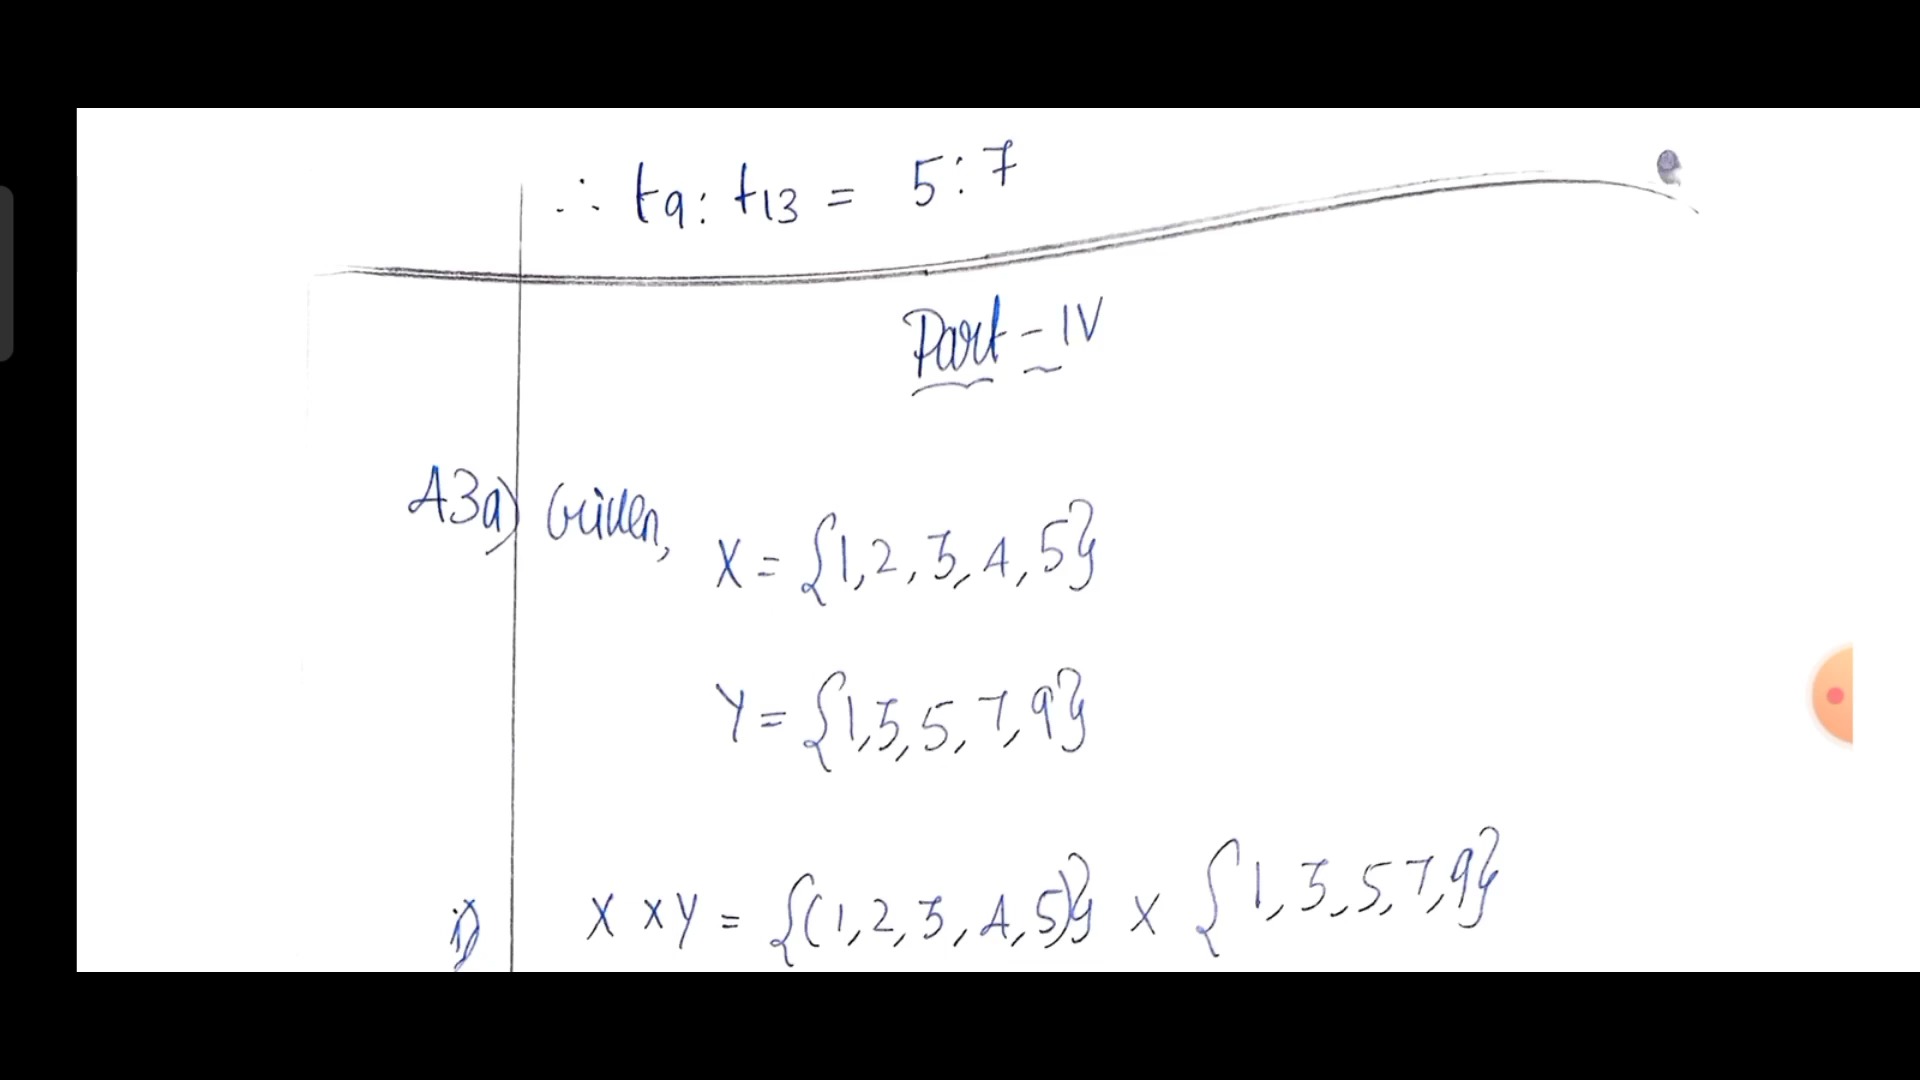 ∴ t9 : t13 = 5:7
Part - IV
43a) Given,
X = {1,2,3,4,5}
Y = {1,3,5,7,9}
i) X × Y = {(1,2,3,4,5)} × {1,3,5,7,9}